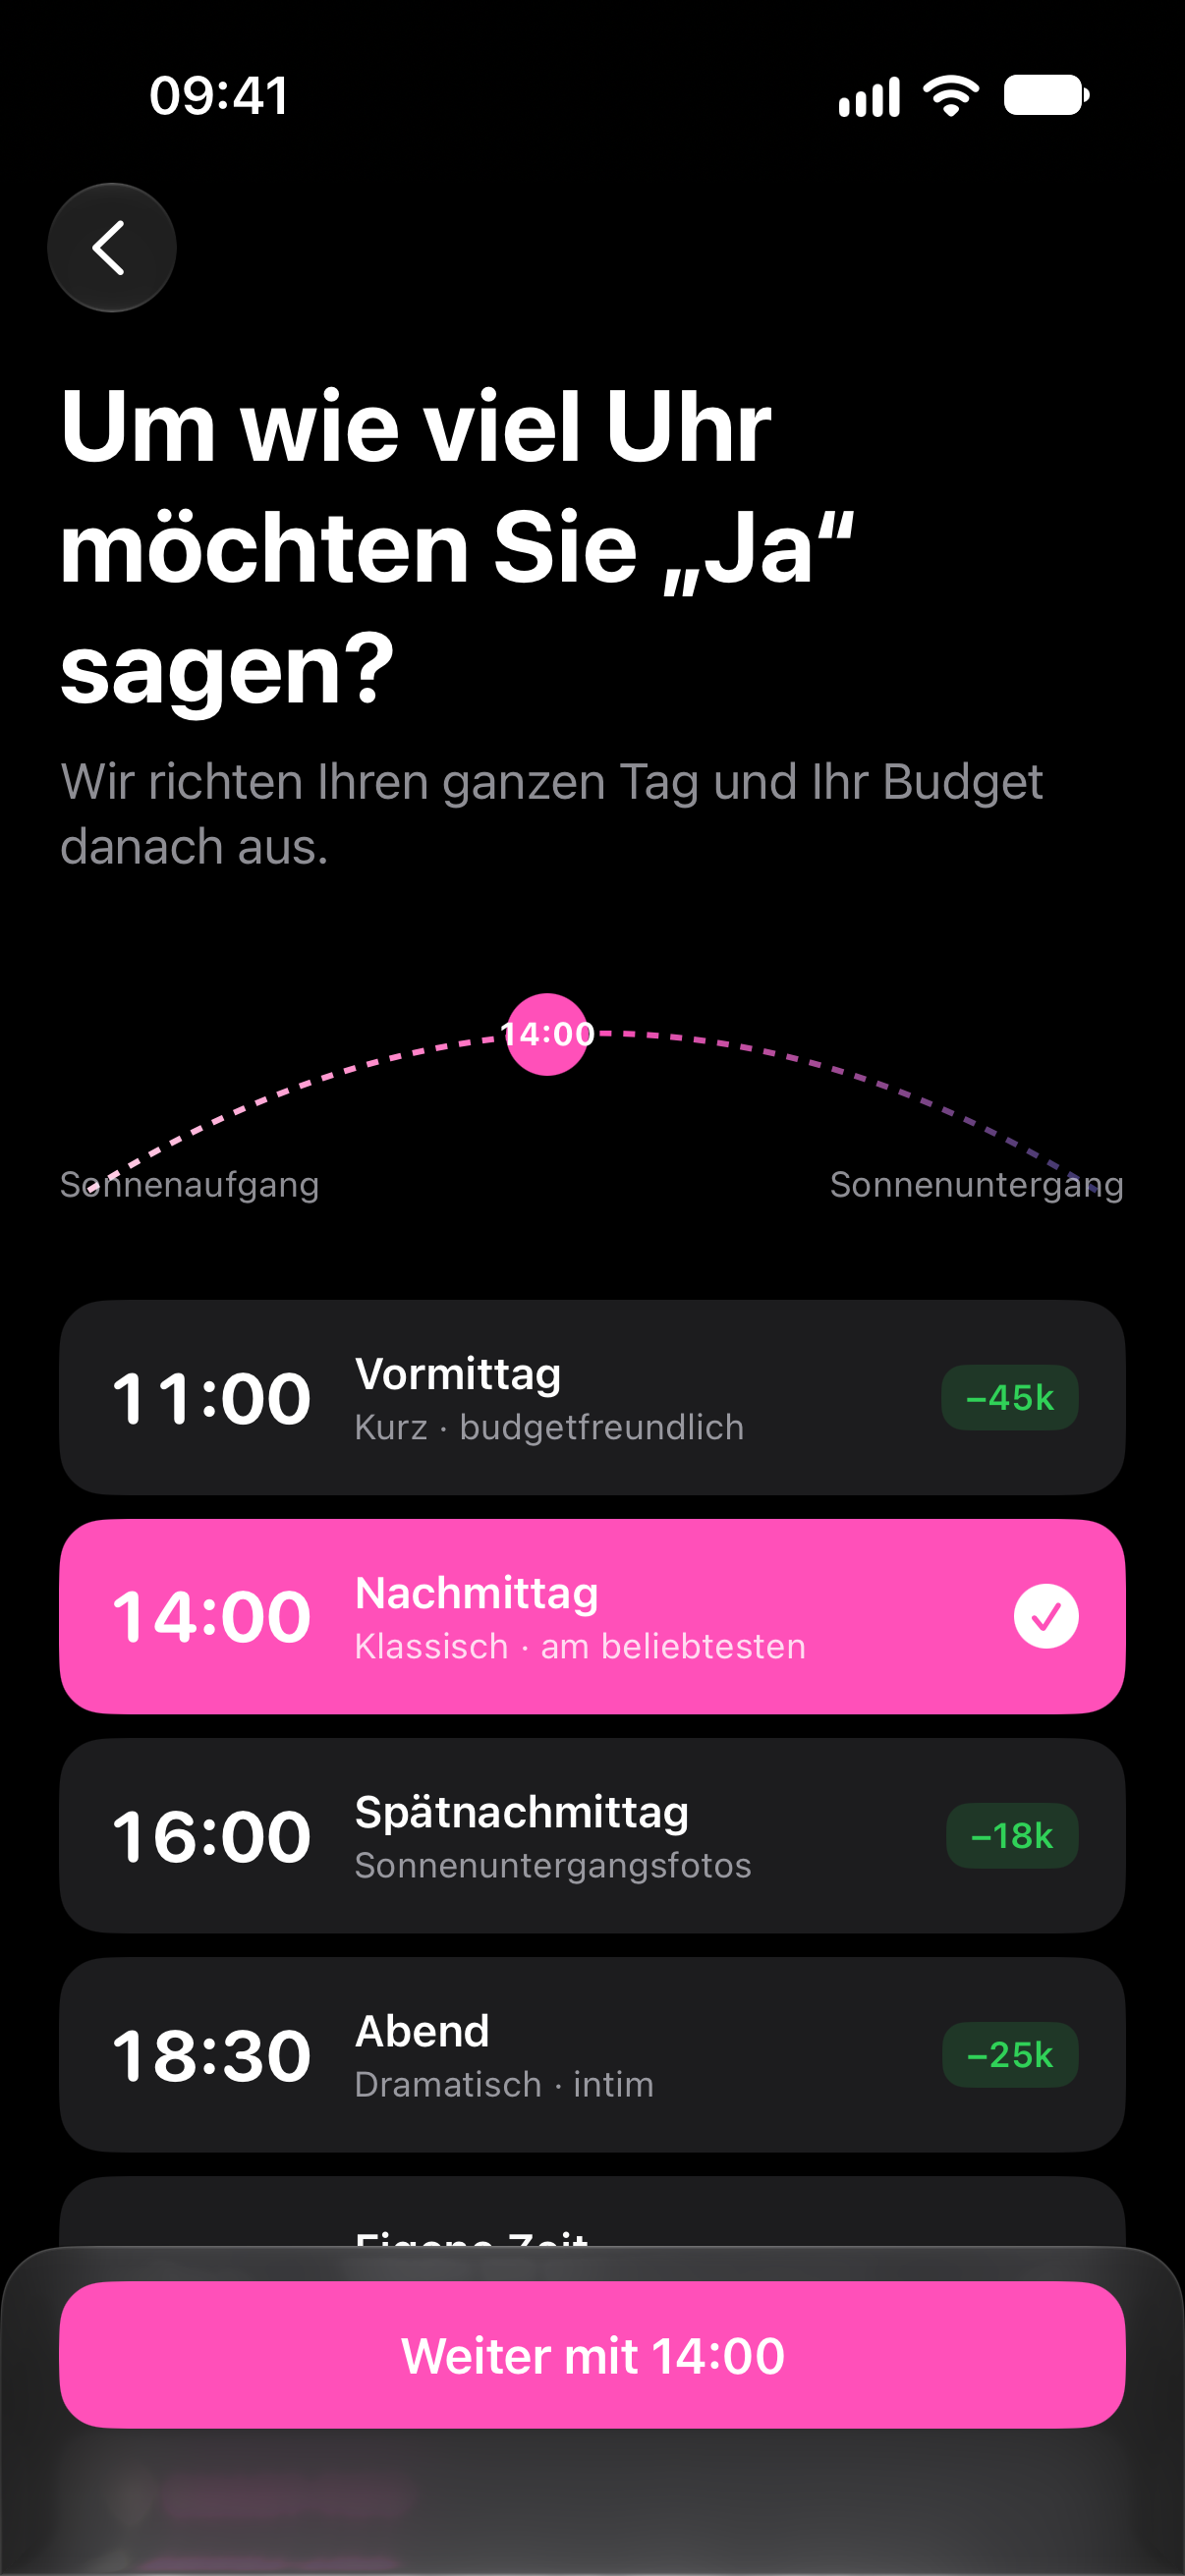 09:41
Um wie viel Uhr
möchten Sie „Ja“
sagen?
Wir richten Ihren ganzen Tag und Ihr Budget
danach aus.
14:00
Sonnenaufgang
Sonnenuntergang
11:00
Vormittag
Kurz · budgetfreundlich
–45k
14:00
Nachmittag
Klassisch · am beliebtesten
16:00
Spätnachmittag
Sonnenuntergangsfotos
–18k
18:30
Abend
Dramatisch · intim
–25k
Eigene Zeit
Weiter mit 14:00